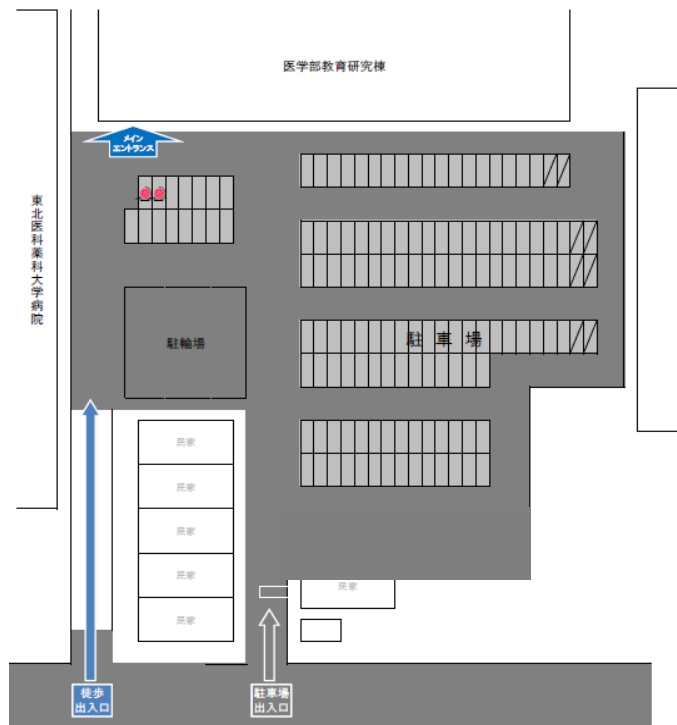 医学部教育研究棟
メイン
エントランス
東北医科薬科大学病院
駐輪場
駐車場
民家
民家
民家
民家
民家
民家
徒歩
出入口
駐車場
出入口